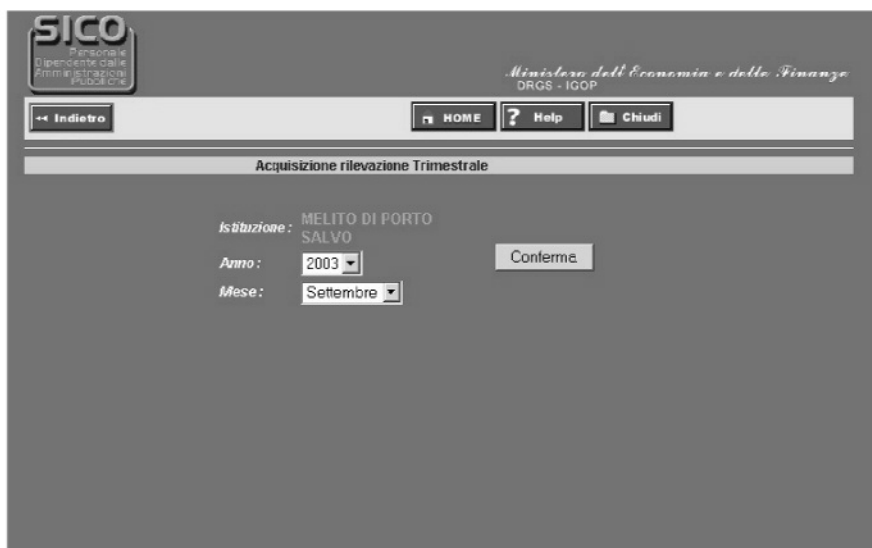 SICO
Personale
Dipendente dalle
Amministrazioni
Pubbliche
Ministero dell'Economia e delle Finanze
DRGS - IGOP
◄◄ Indietro
HOME
? Help
Chiudi
Acquisizione rilevazione Trimestrale
Istituzione :
MELITO DI PORTO
SALVO
Anno :
2003
Conferma
Mese :
Settembre